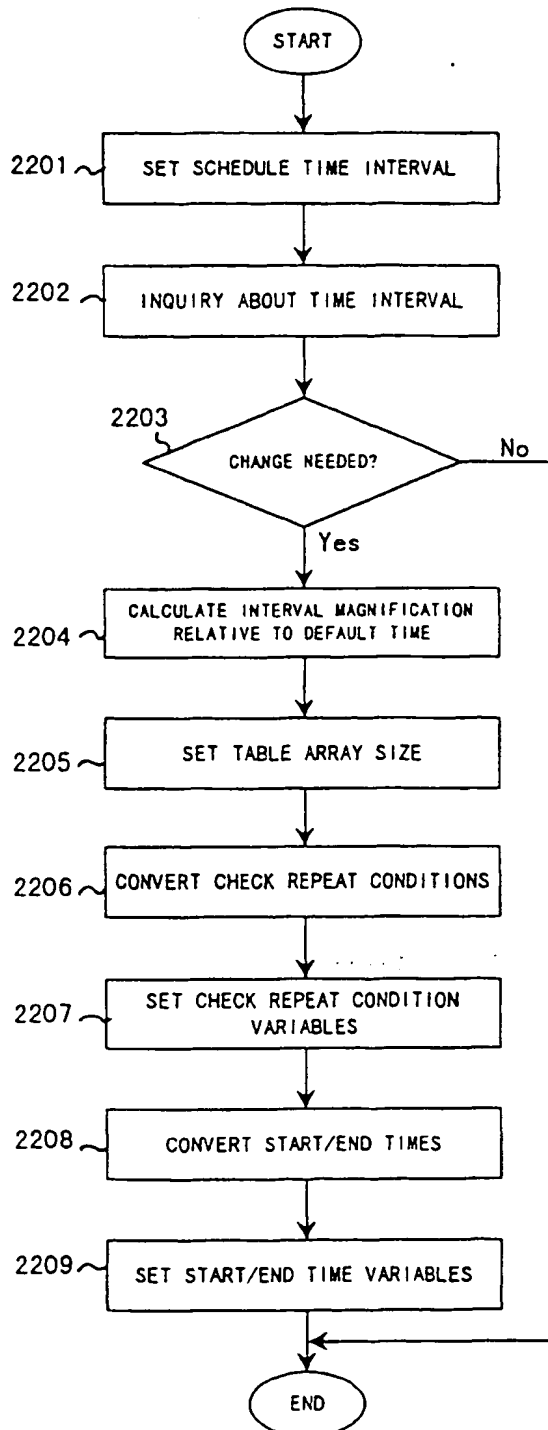 START
2201
SET SCHEDULE TIME INTERVAL
2202
INQUIRY ABOUT TIME INTERVAL
2203
CHANGE NEEDED?
No
Yes
2204
CALCULATE INTERVAL MAGNIFICATION
RELATIVE TO DEFAULT TIME
2205
SET TABLE ARRAY SIZE
2206
CONVERT CHECK REPEAT CONDITIONS
2207
SET CHECK REPEAT CONDITION
VARIABLES
2208
CONVERT START/END TIMES
2209
SET START/END TIME VARIABLES
END